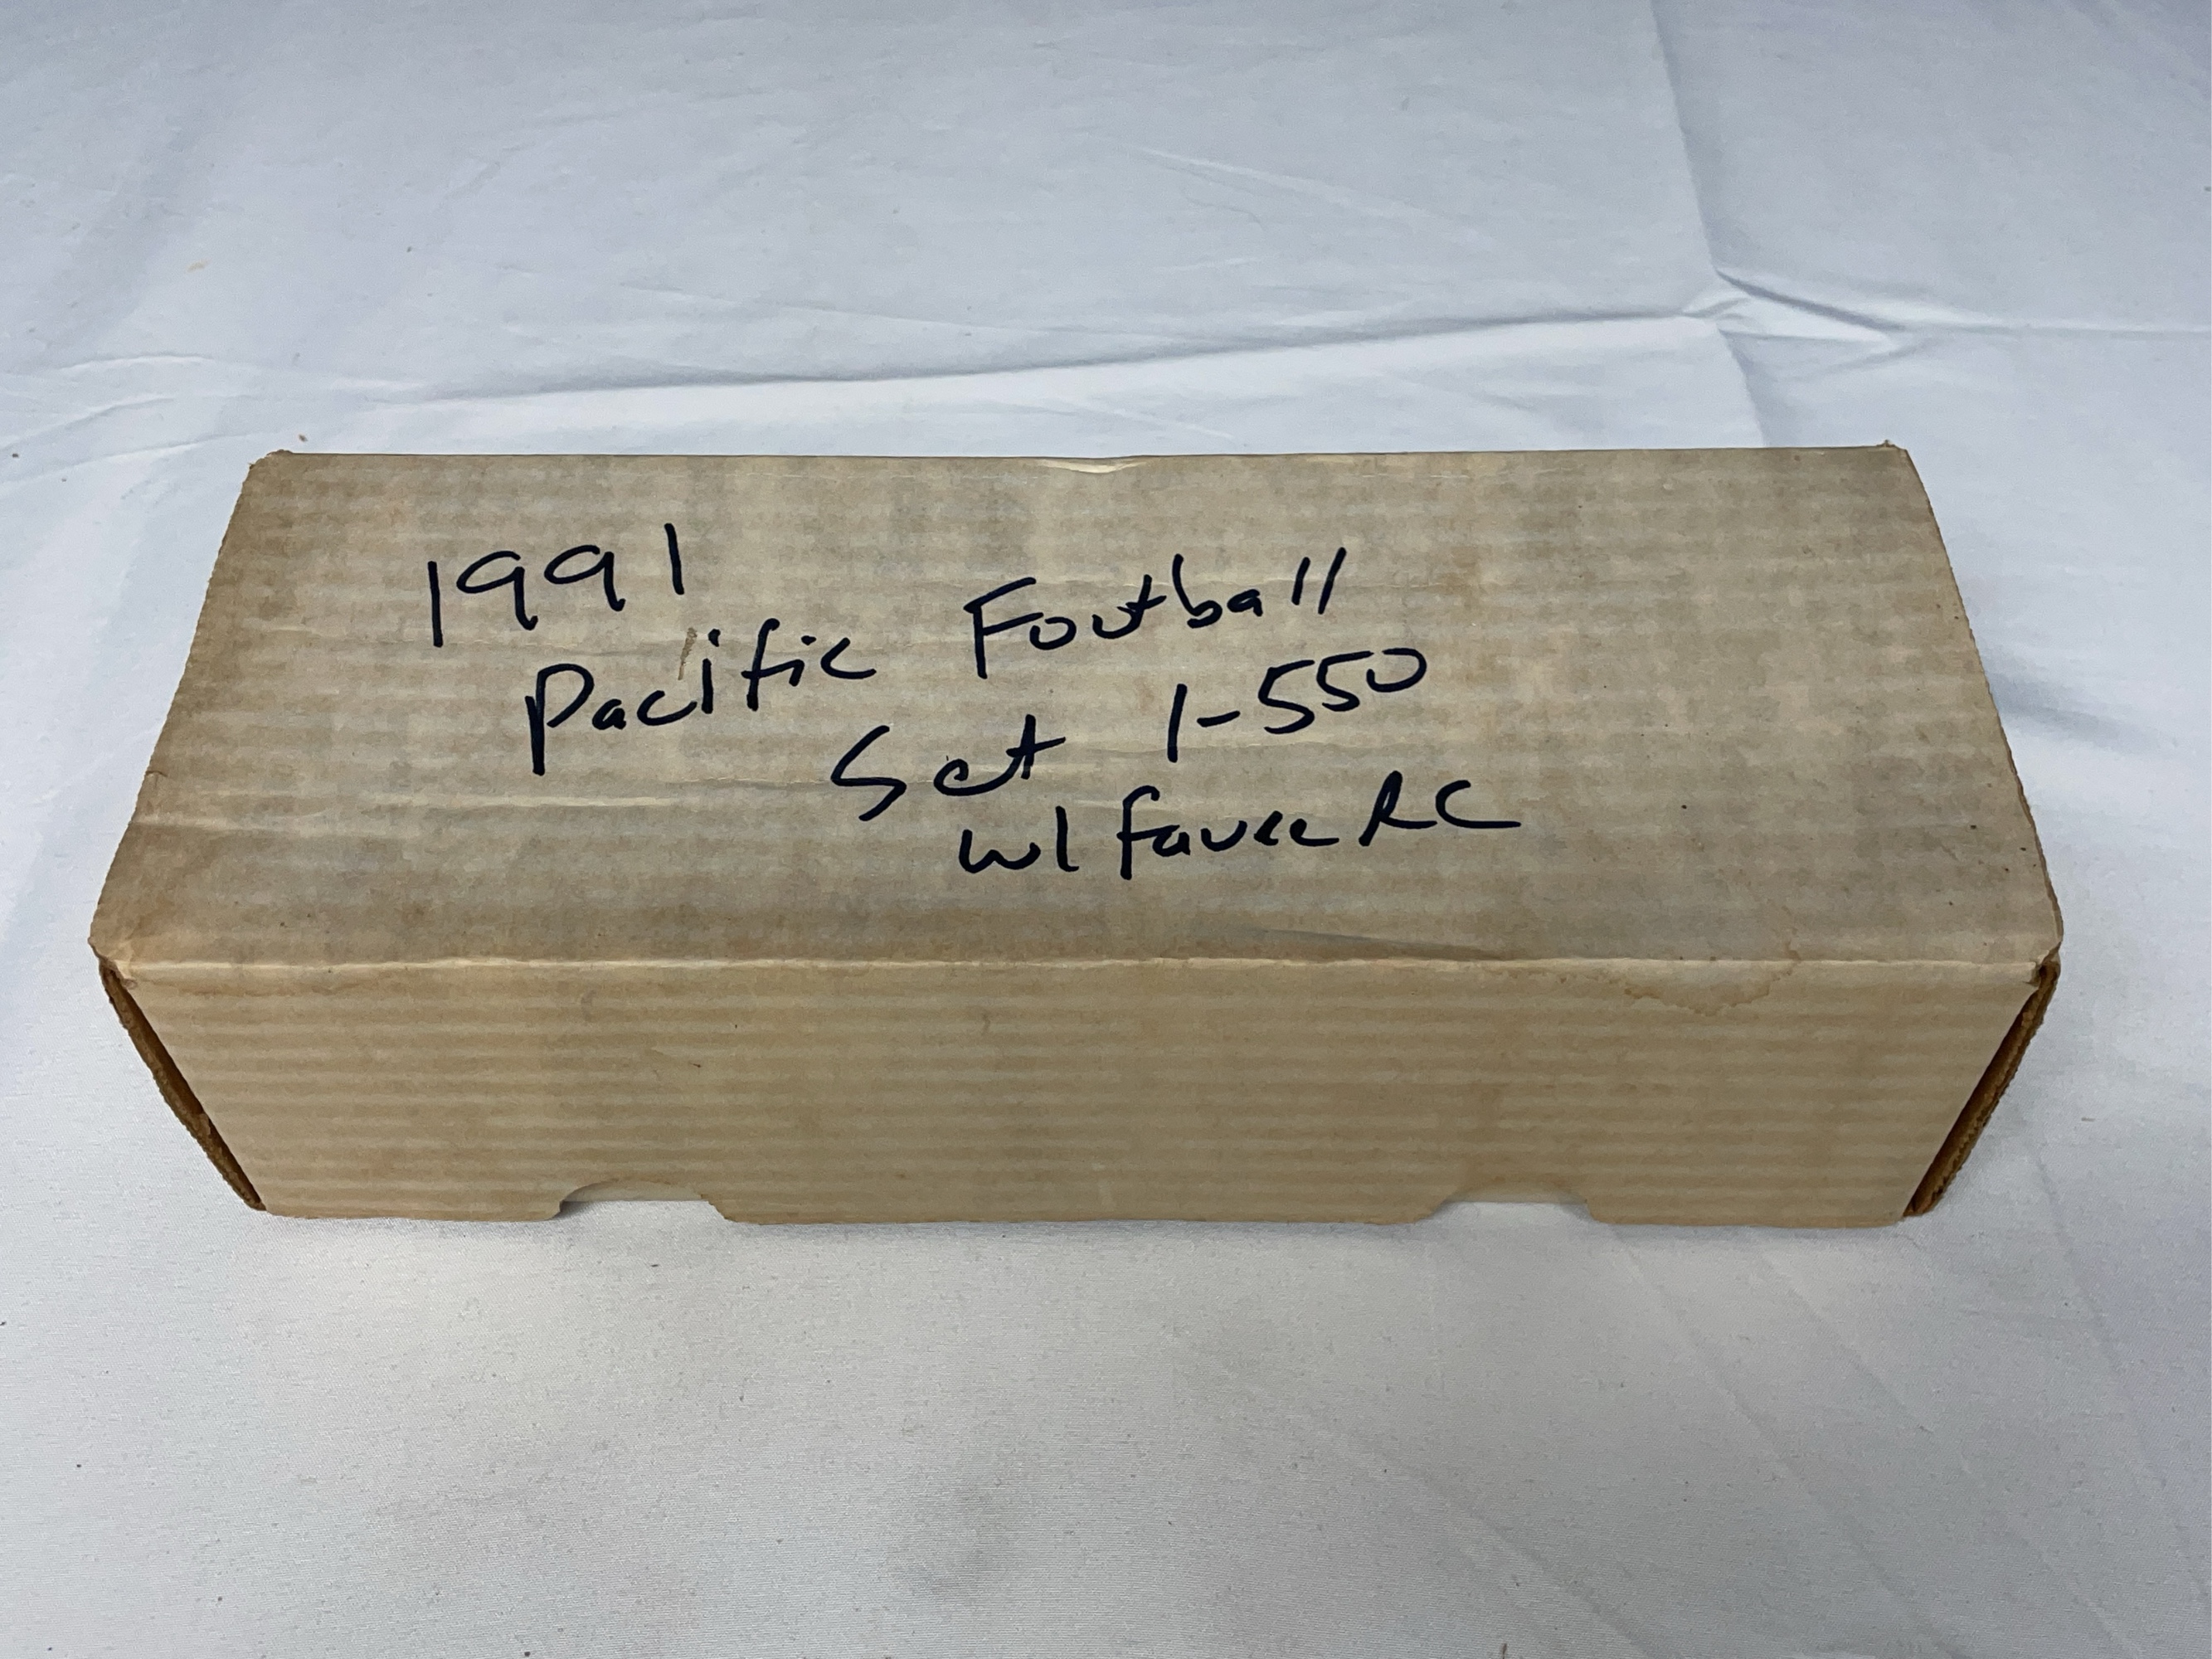 1991
Pacific Football
Set 1-550
w/ Favre RC